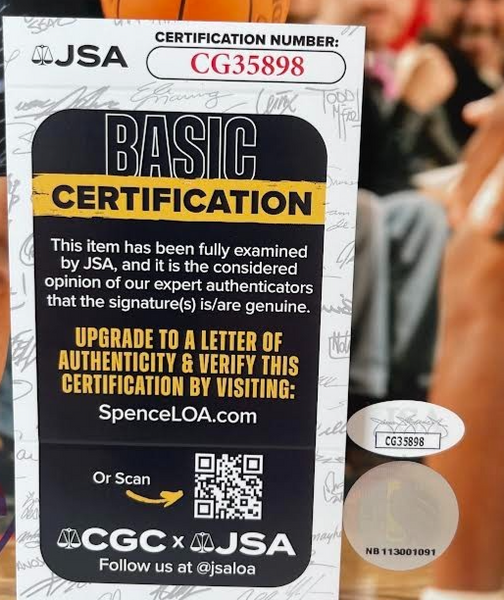 JSA
CERTIFICATION NUMBER:
CG35898
BASIC
CERTIFICATION
This item has been fully examined
by JSA, and it is the considered
opinion of our expert authenticators
that the signature(s) is/are genuine.
UPGRADE TO A LETTER OF
AUTHENTICITY & VERIFY THIS
CERTIFICATION BY VISITING:
SpenceLOA.com
Or Scan
CGC x JSA
Follow us at @jsaloa
CG35898
NB113001091